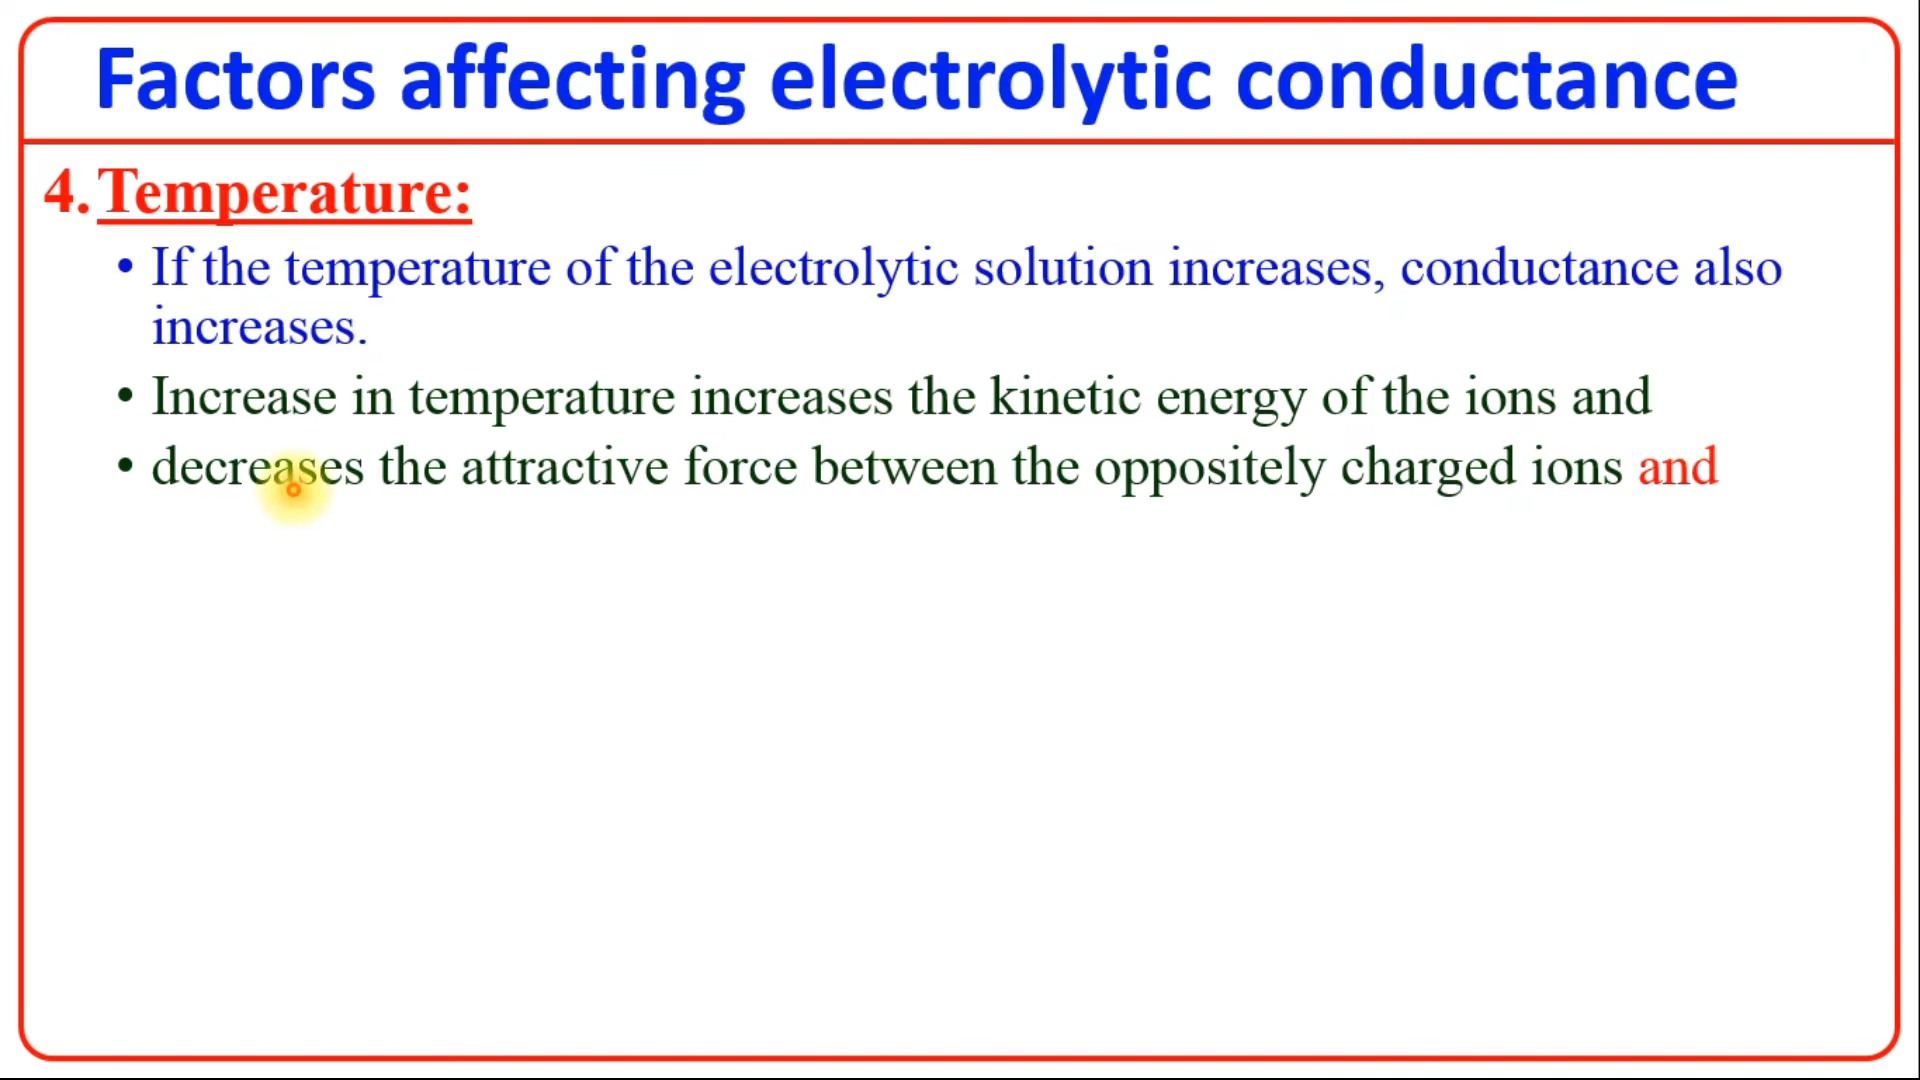 Factors affecting electrolytic conductance
4. Temperature:
• If the temperature of the electrolytic solution increases, conductance also
increases.
• Increase in temperature increases the kinetic energy of the ions and
• decreases the attractive force between the oppositely charged ions and